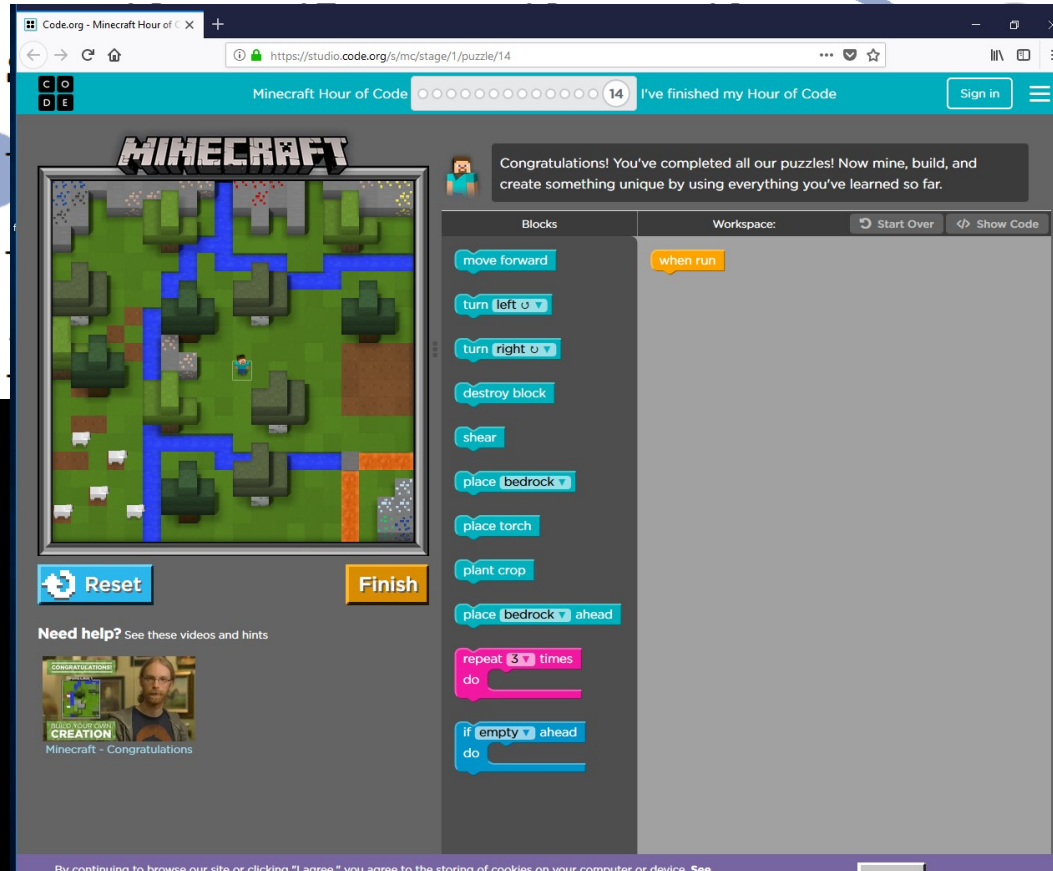 Code.org - Minecraft Hour of C
https://studio.code.org/s/mc/stage/1/puzzle/14
C O
D E
Minecraft Hour of Code
14
I've finished my Hour of Code
Sign in
MINECRAFT
Congratulations! You've completed all our puzzles! Now mine, build, and
create something unique by using everything you've learned so far.
Blocks
Workspace:
Start Over
</> Show Code
when run
move forward
turn left ↺ ▼
turn right ↻ ▼
destroy block
shear
place bedrock ▼
place torch
plant crop
place bedrock ▼ ahead
repeat 3 ▼ times
do
if empty ▼ ahead
do
Reset
Finish
Need help? See these videos and hints
CONGRATULATIONS!
BUILD YOUR OWN
CREATION
Minecraft - Congratulations
By continuing to browse our site or clicking "I agree," you agree to the storing of cookies on your computer or device. See